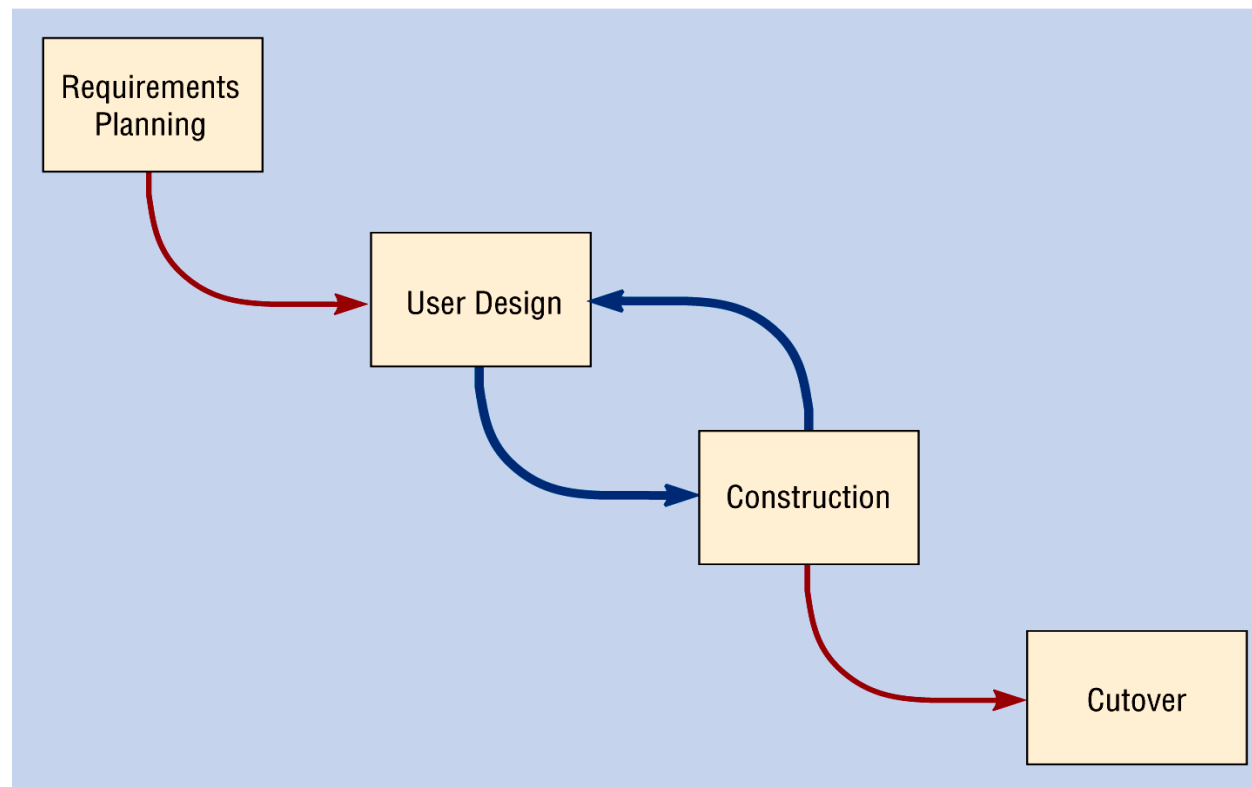 Requirements
Planning
User Design
Construction
Cutover